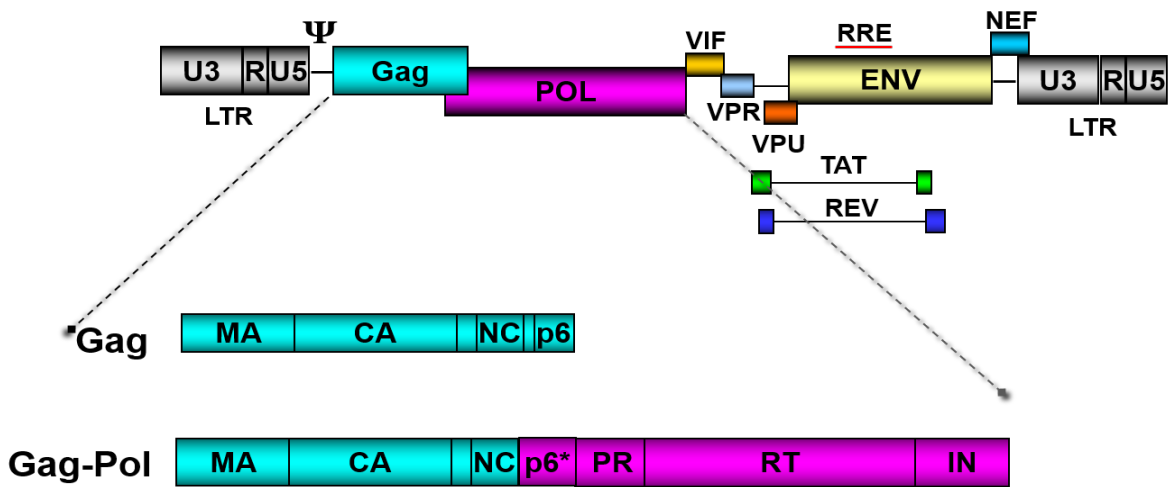 Ψ
NEF
VIF
RRE
U3 R U5
Gag
POL
ENV
U3 R U5
LTR
VPR
LTR
VPU
TAT
REV
Gag
MA CA NC p6
Gag-Pol
MA CA NC p6* PR RT IN